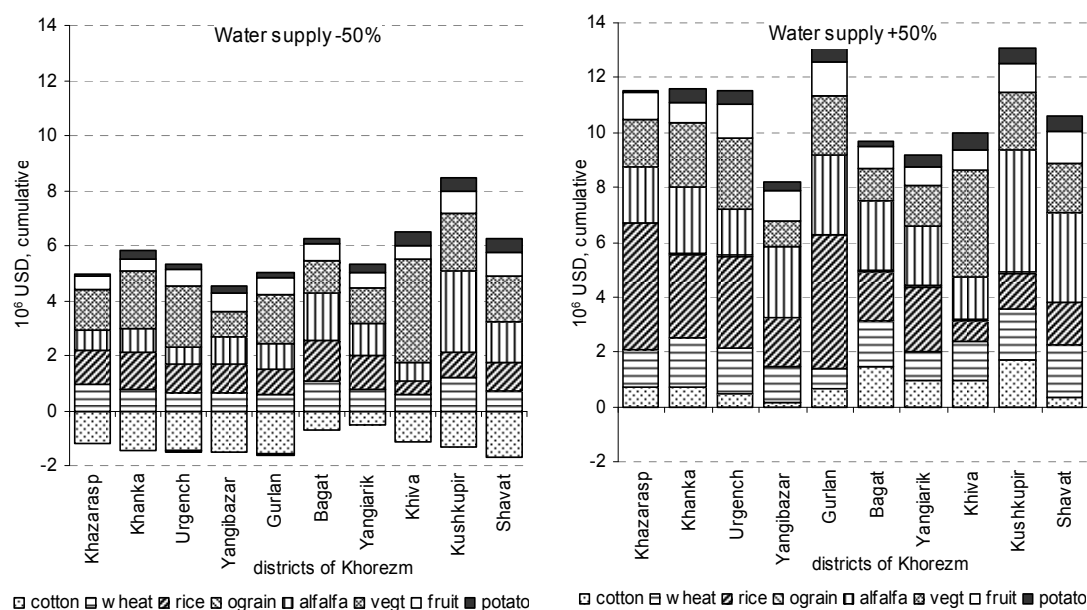 Water supply -50%
14
12
10
8
6
4
2
0
-2
10⁶ USD, cumulative
Khazarasp
Khanka
Urgench
Yangibazar
Gurlan
Bagat
Yangiarik
Khiva
Kushkupir
Shavat
districts of Khorezm
cotton wheat rice ograin alfalfa vegt fruit potato
Water supply +50%
14
12
10
8
6
4
2
0
-2
10⁶ USD, cumulative
Khazarasp
Khanka
Urgench
Yangibazar
Gurlan
Bagat
Yangiarik
Khiva
Kushkupir
Shavat
districts of Khorezm
cotton wheat rice ograin alfalfa vegt fruit potato